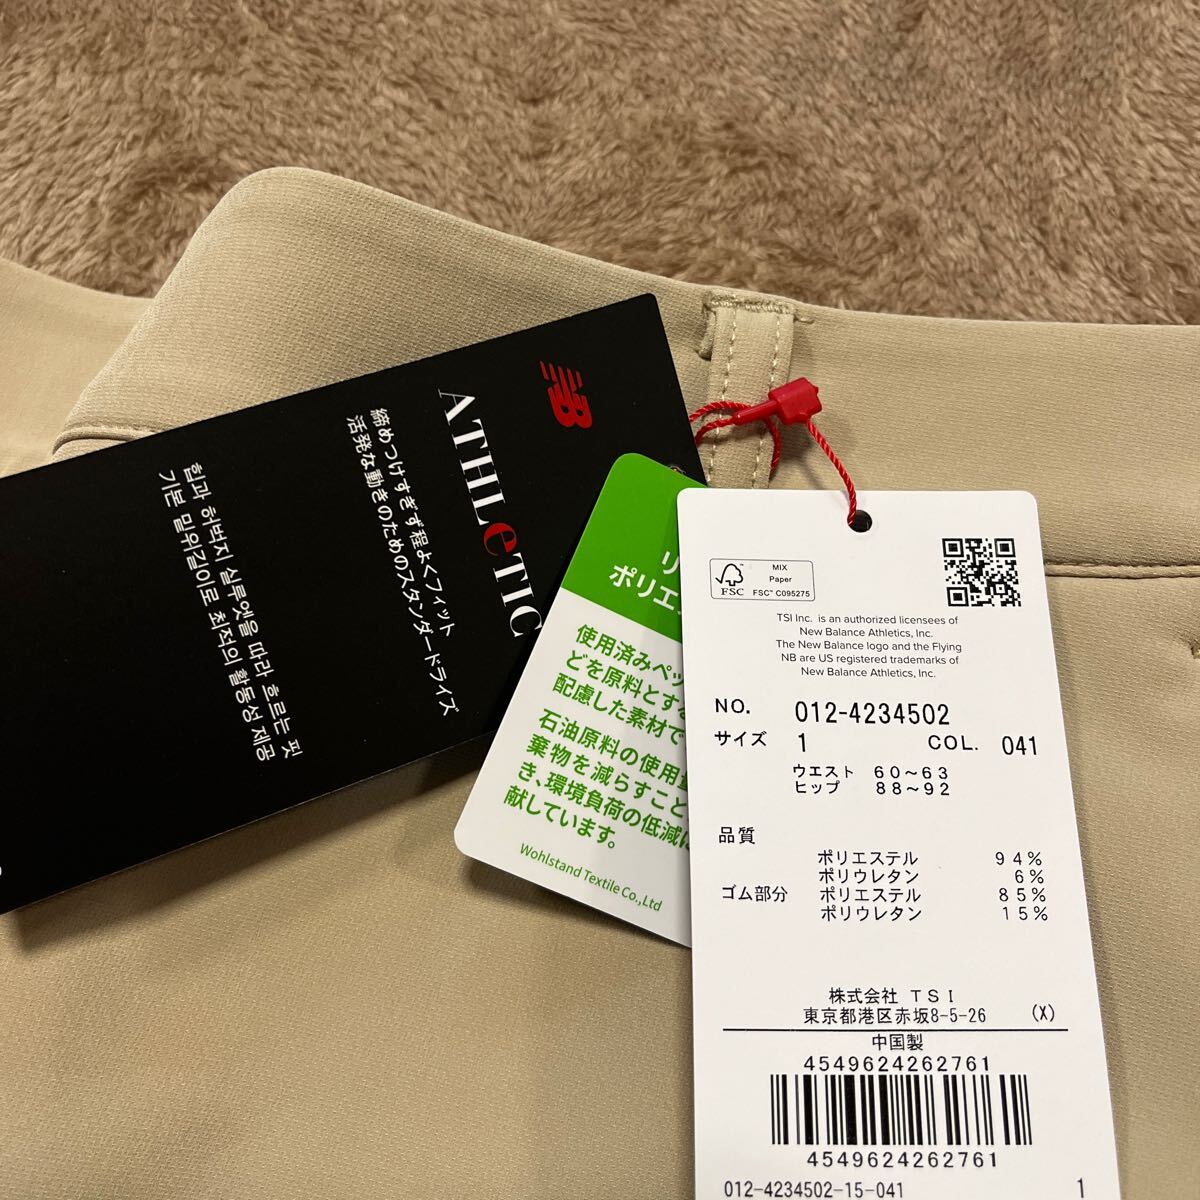 NB
ATHLeTIC
締めつけすぎず程よくフィット
活発な動きのためのスタンダードライズ
힙과 허벅지 실루엣을 따라 흐르는 핏
기본 밑위길이로 최적의 활동성 제공
リ
ポリエ
使用済みペッ
どを原料とする
配慮した素材で
石油原料の使用量
棄物を減らすこと
き、環境負荷の低減に
献しています。
Wohlstand Textile Co.,Ltd
FSC
MIX
Paper
FSC™ C095275
TSI Inc. is an authorized licensees of
New Balance Athletics, Inc.
The New Balance logo and the Flying
NB are US registered trademarks of
New Balance Athletics, Inc.
NO. 012-4234502
サイズ 1 COL. 041
ウエスト 60～63
ヒップ 88～92
品質
ポリエステル 94%
ポリウレタン 6%
ゴム部分 ポリエステル 85%
ポリウレタン 15%
株式会社 TSI
東京都港区赤坂8-5-26 (X)
中国製
4549624262761
4549624262761
012-4234502-15-041 1